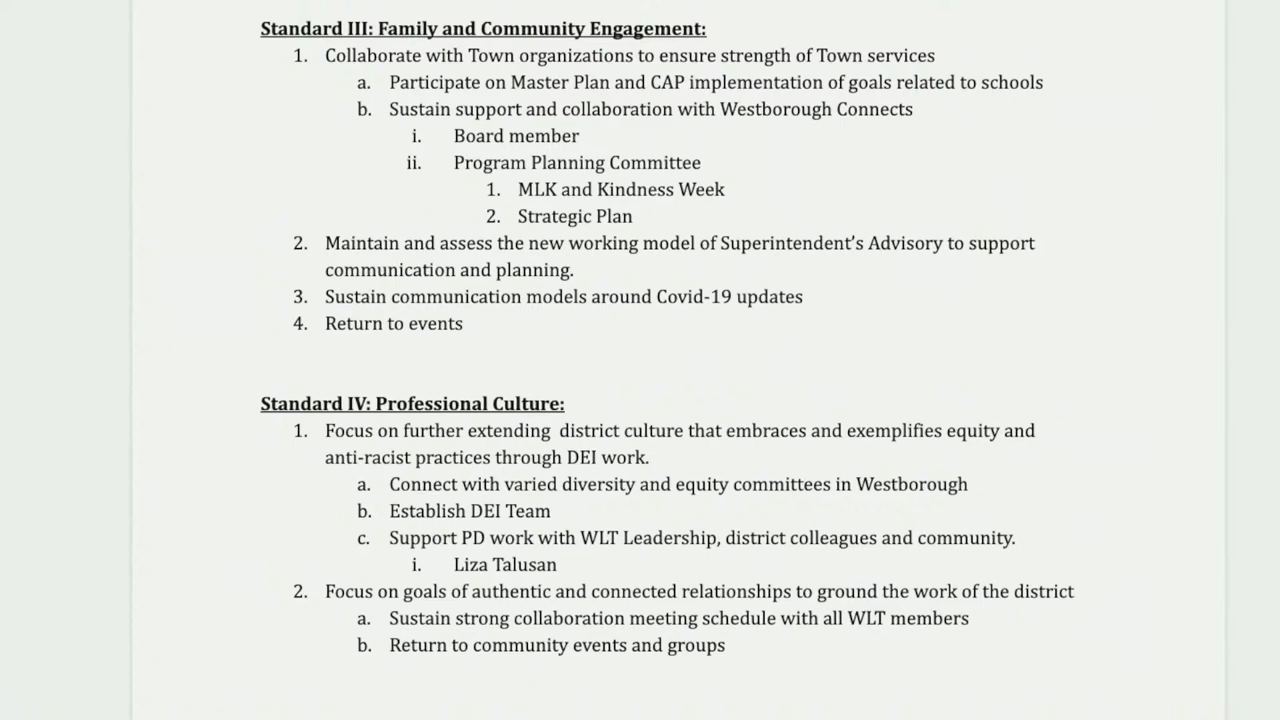 Standard III: Family and Community Engagement:
1. Collaborate with Town organizations to ensure strength of Town services
a. Participate on Master Plan and CAP implementation of goals related to schools
b. Sustain support and collaboration with Westborough Connects
i. Board member
ii. Program Planning Committee
1. MLK and Kindness Week
2. Strategic Plan
2. Maintain and assess the new working model of Superintendent’s Advisory to support
communication and planning.
3. Sustain communication models around Covid-19 updates
4. Return to events
Standard IV: Professional Culture:
1. Focus on further extending  district culture that embraces and exemplifies equity and
anti-racist practices through DEI work.
a. Connect with varied diversity and equity committees in Westborough
b. Establish DEI Team
c. Support PD work with WLT Leadership, district colleagues and community.
i. Liza Talusan
2. Focus on goals of authentic and connected relationships to ground the work of the district
a. Sustain strong collaboration meeting schedule with all WLT members
b. Return to community events and groups